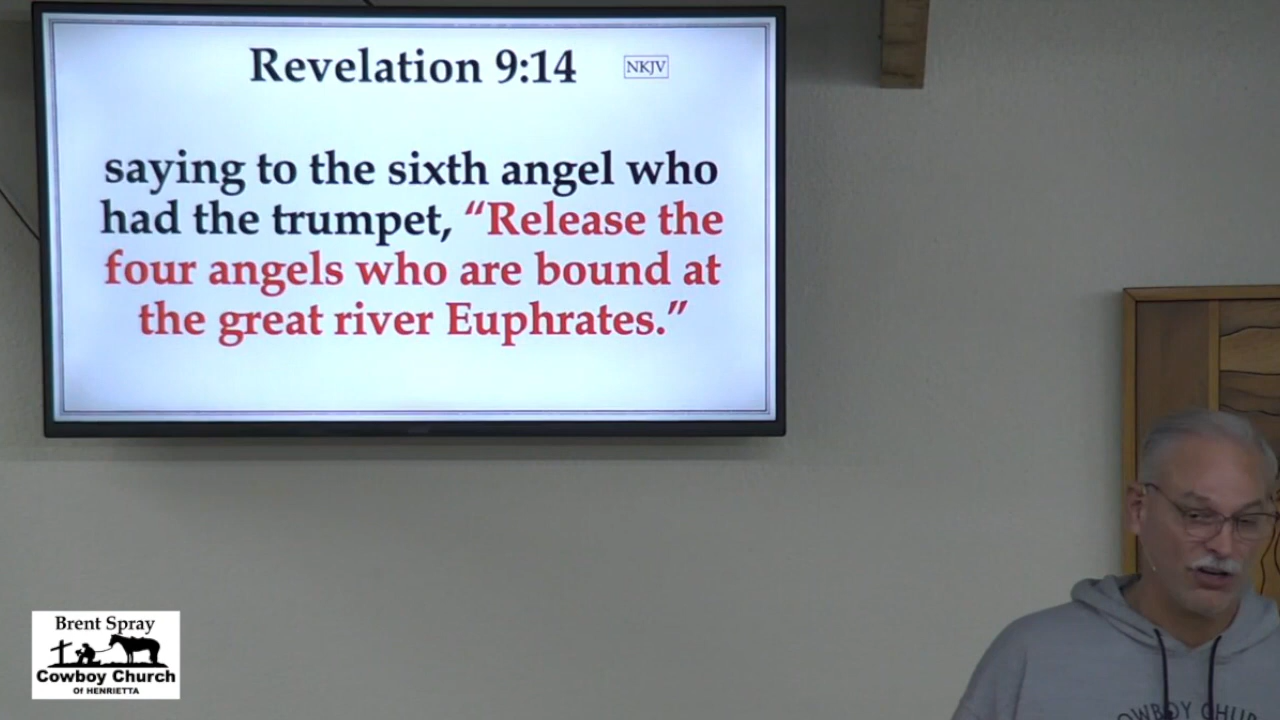 Revelation 9:14 NKJV
saying to the sixth angel who
had the trumpet, “Release the
four angels who are bound at
the great river Euphrates.”
Brent Spray
Cowboy Church
OF HENRIETTA